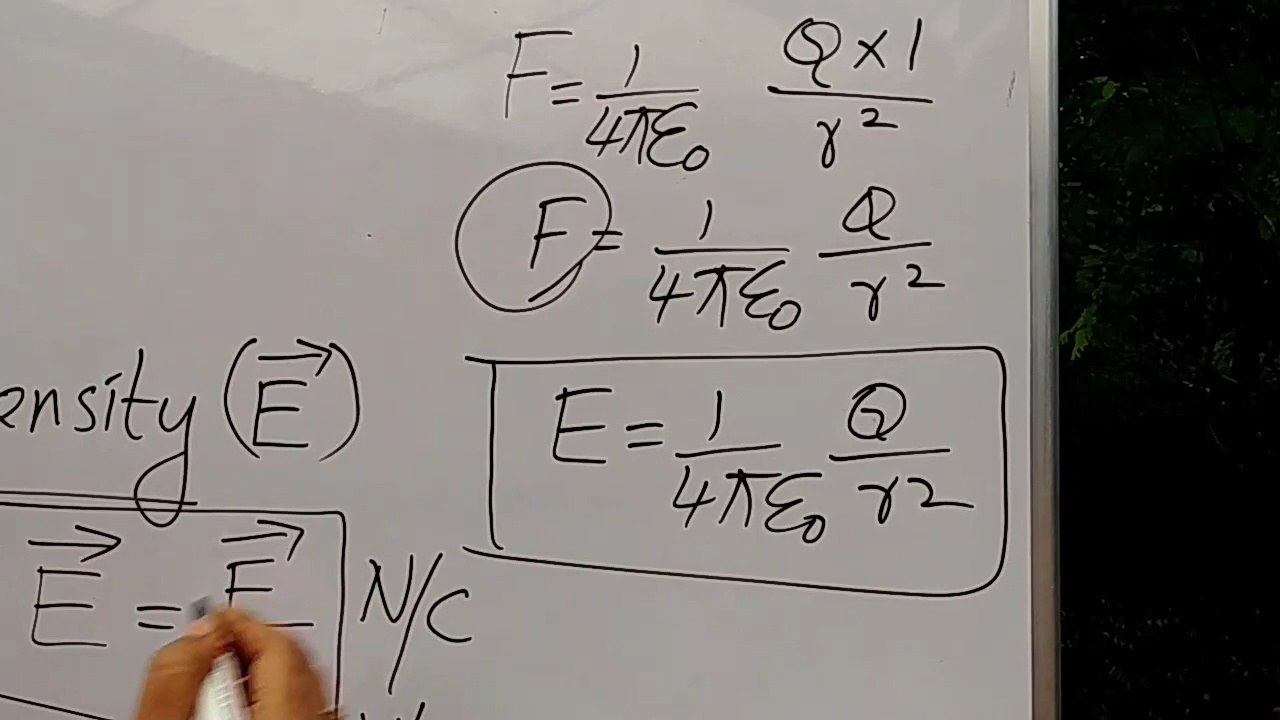 F = 1/4πε₀ Q×1/r²
F = 1/4πε₀ Q/r²
E = 1/4πε₀ Q/r²
ensity (E⃗)
E⃗ = F⃗/ N/C